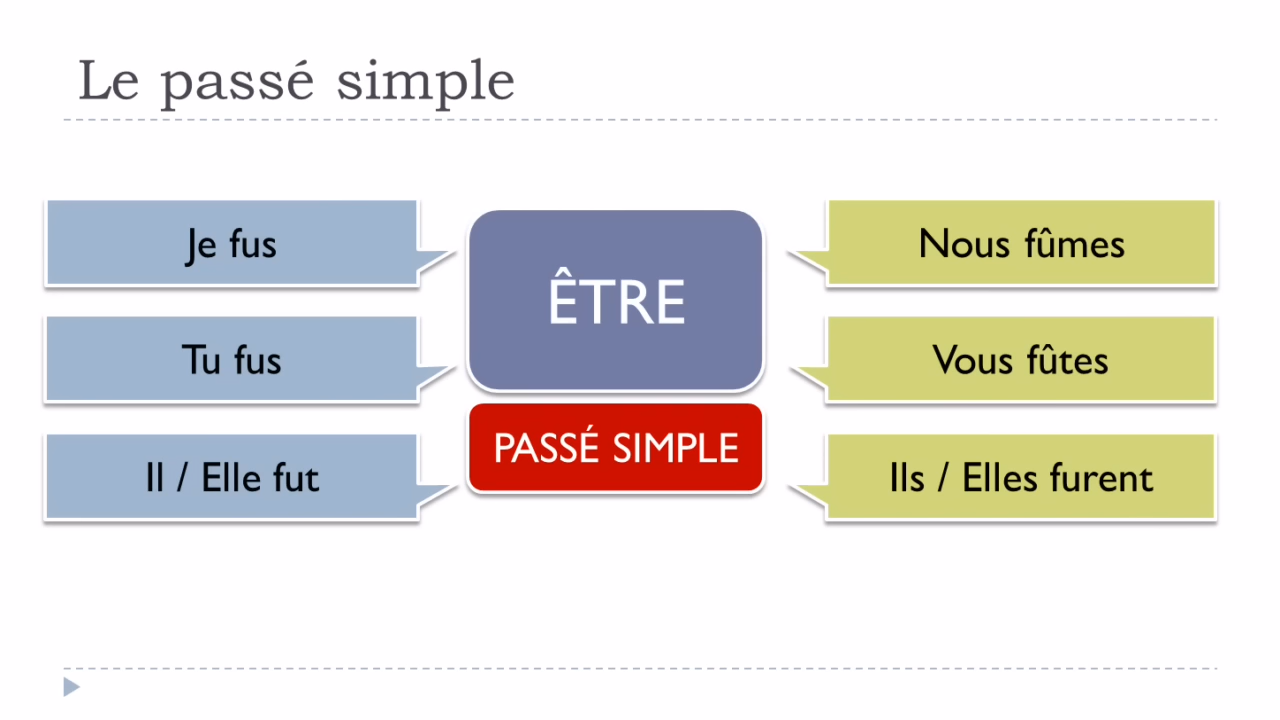 Le passé simple
Je fus
Tu fus
Il / Elle fut
ÊTRE
PASSÉ SIMPLE
Nous fûmes
Vous fûtes
Ils / Elles furent